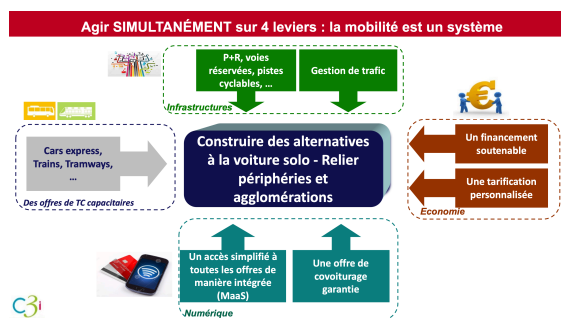 Agir SIMULTANÉMENT sur 4 leviers : la mobilité est un système
P+R, voies
réservées, pistes
cyclables, …
Gestion de trafic
Infrastructures
Cars express,
Trains, Tramways,
…
Des offres de TC capacitaires
Construire des alternatives
à la voiture solo - Relier
périphéries et
agglomérations
Un financement
soutenable
Une tarification
personnalisée
Economie
Un accès simplifié à
toutes les offres de
manière intégrée
(MaaS)
Une offre de
covoiturage
garantie
Numérique
C3i